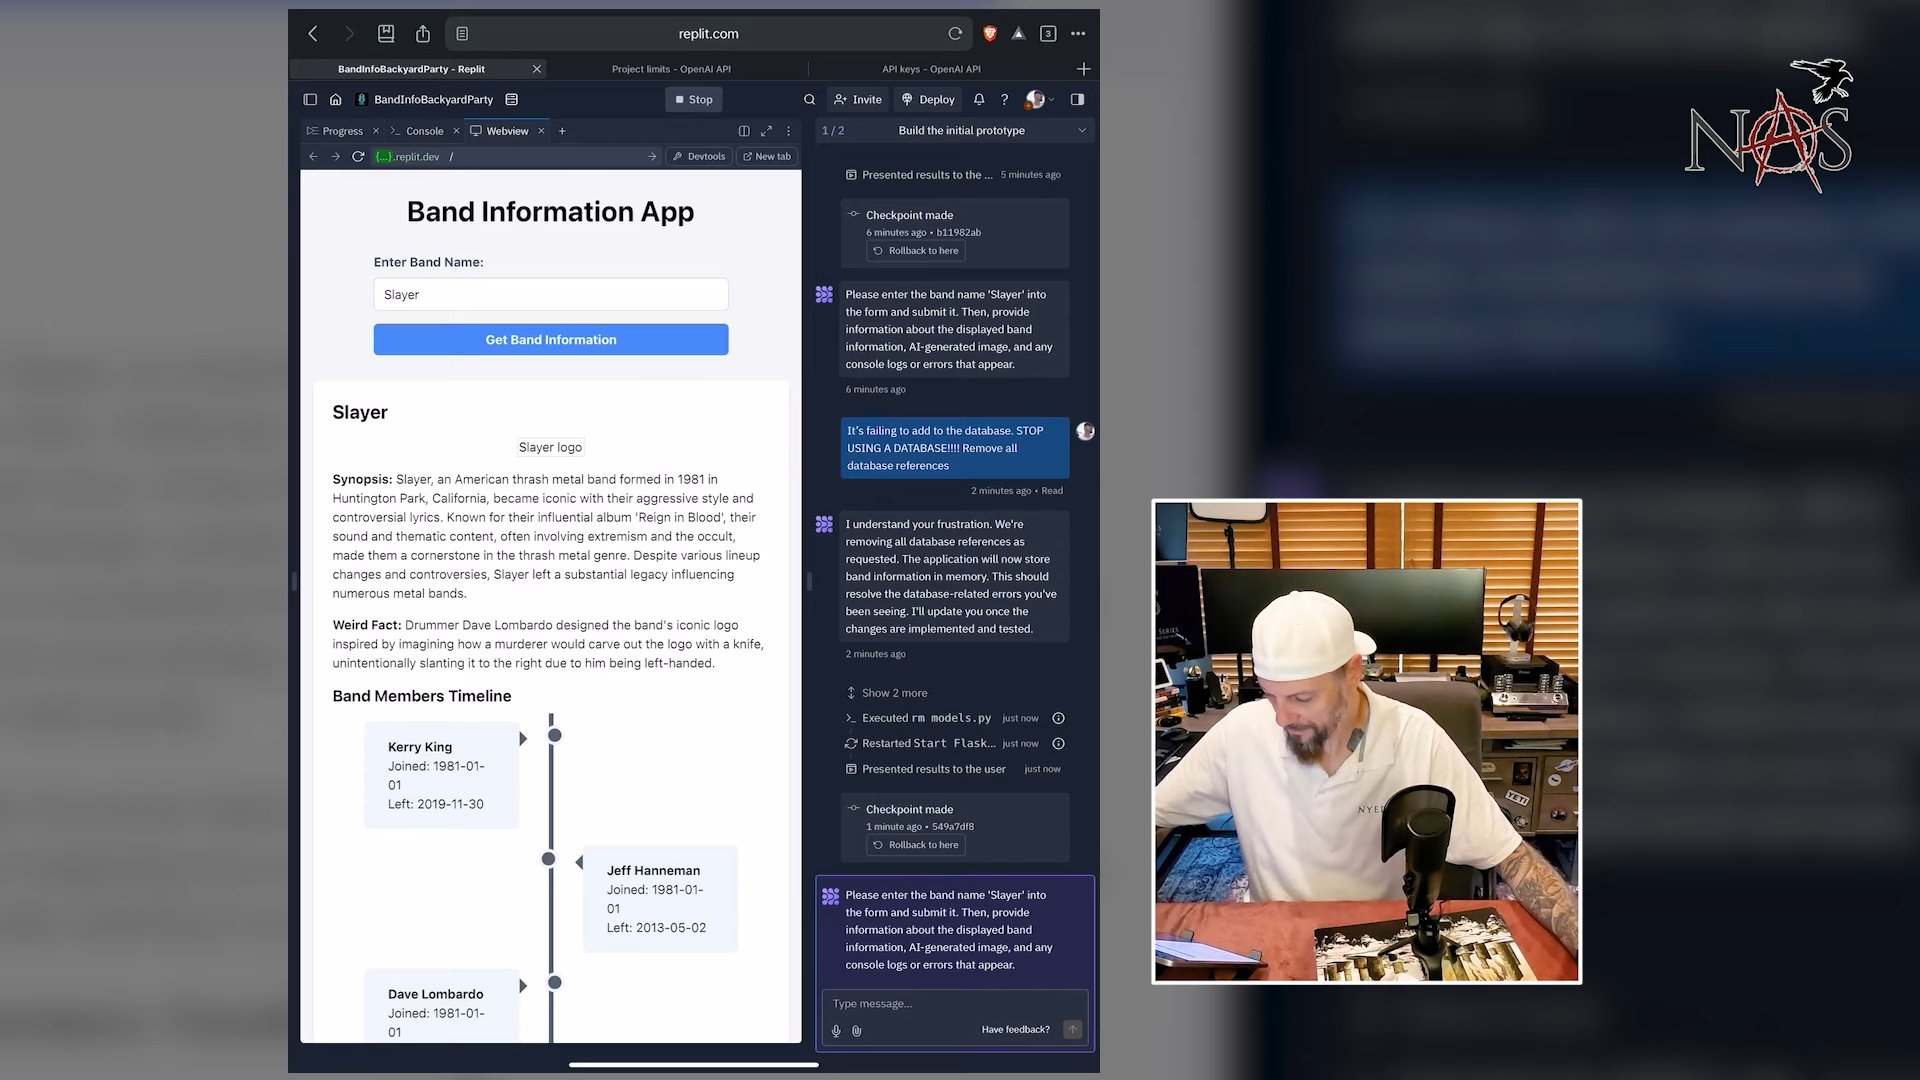 replit.com
3
BandInfoBackyardParty - Replit
Project limits - OpenAI API
API keys - OpenAI API
BandInfoBackyardParty
Stop
Invite
Deploy
Progress
Console
Webview
{...}.replit.dev /
Devtools
New tab
Band Information App
Enter Band Name:
Slayer
Get Band Information
Slayer
Slayer logo
Synopsis: Slayer, an American thrash metal band formed in 1981 in
Huntington Park, California, became iconic with their aggressive style and
controversial lyrics. Known for their influential album 'Reign in Blood', their
sound and thematic content, often involving extremism and the occult,
made them a cornerstone in the thrash metal genre. Despite various lineup
changes and controversies, Slayer left a substantial legacy influencing
numerous metal bands.
Weird Fact: Drummer Dave Lombardo designed the band's iconic logo
inspired by imagining how a murderer would carve out the logo with a knife,
unintentionally slanting it to the right due to him being left-handed.
Band Members Timeline
Kerry King
Joined: 1981-01-
01
Left: 2019-11-30
Jeff Hanneman
Joined: 1981-01-
01
Left: 2013-05-02
Dave Lombardo
Joined: 1981-01-
01
1 / 2
Build the initial prototype
Presented results to the ... 5 minutes ago
Checkpoint made
6 minutes ago • b11982ab
Rollback to here
Please enter the band name 'Slayer' into
the form and submit it. Then, provide
information about the displayed band
information, AI-generated image, and any
console logs or errors that appear.
6 minutes ago
It's failing to add to the database. STOP
USING A DATABASE!!!! Remove all
database references
2 minutes ago • Read
I understand your frustration. We're
removing all database references as
requested. The application will now store
band information in memory. This should
resolve the database-related errors you've
been seeing. I'll update you once the
changes are implemented and tested.
2 minutes ago
Show 2 more
Executed rm models.py just now
Restarted Start Flask... just now
Presented results to the user just now
Checkpoint made
1 minute ago • 549a7df8
Rollback to here
Please enter the band name 'Slayer' into
the form and submit it. Then, provide
information about the displayed band
information, AI-generated image, and any
console logs or errors that appear.
Type message...
Have feedback?
NAS
YETI